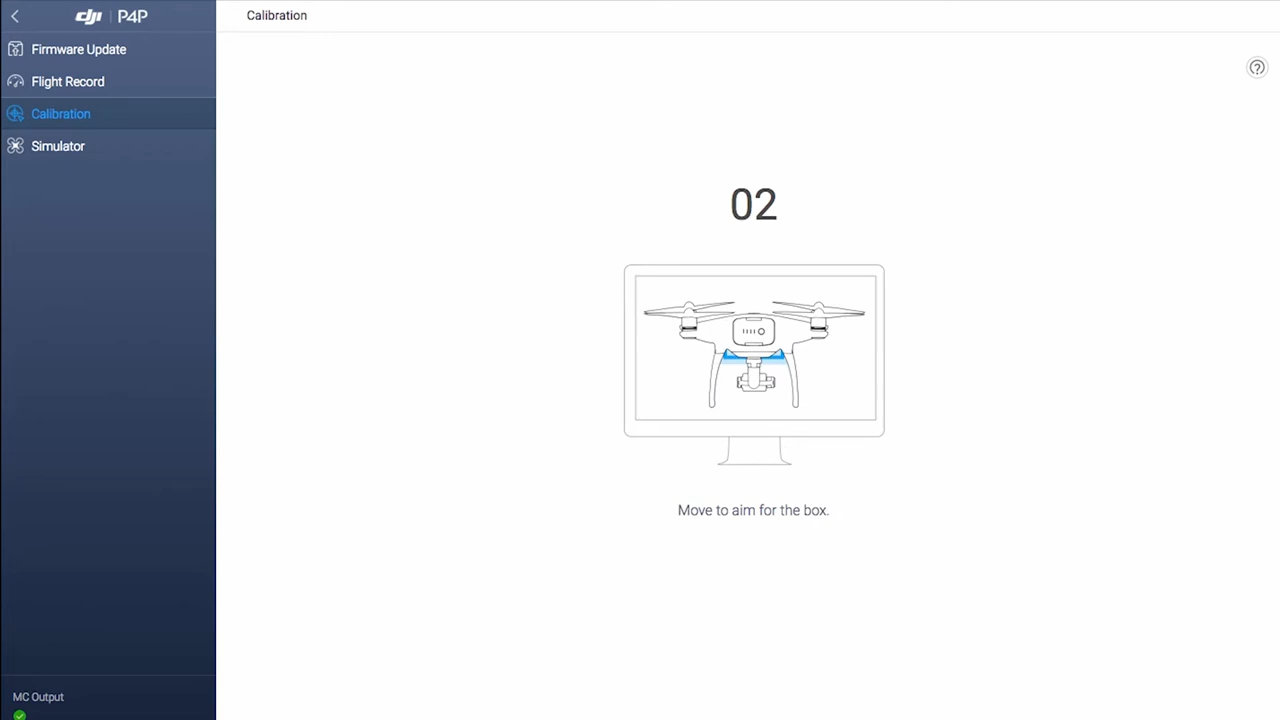 dji P4P
Calibration
Firmware Update
Flight Record
Calibration
Simulator
02
Move to aim for the box.
MC Output